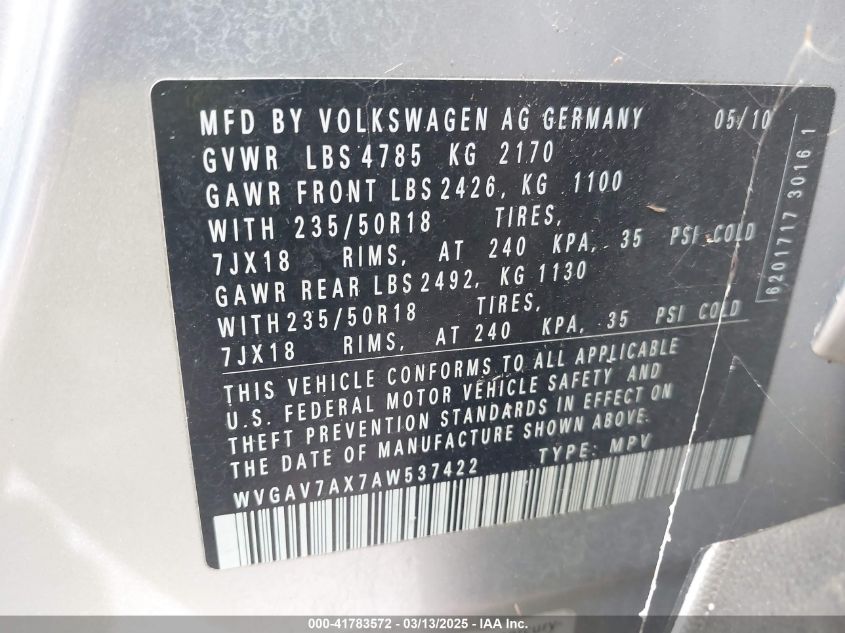 MFD BY VOLKSWAGEN AG GERMANY 05/10
GVWR LBS 4785 KG 2170
GAWR FRONT LBS 2426, KG 1100
WITH 235/50R18 TIRES,
7JX18 RIMS, AT 240 KPA, 35 PSI COLD
GAWR REAR LBS 2492, KG 1130
WITH 235/50R18 TIRES,
7JX18 RIMS, AT 240 KPA, 35 PSI COLD
THIS VEHICLE CONFORMS TO ALL APPLICABLE
U.S. FEDERAL MOTOR VEHICLE SAFETY AND
THEFT PREVENTION STANDARDS IN EFFECT ON
THE DATE OF MANUFACTURE SHOWN ABOVE.
WVGAV7AX7AW537422 TYPE: MPV
6201717 3016 1
000-41783572 / 03/13/2025 - IAA Inc.